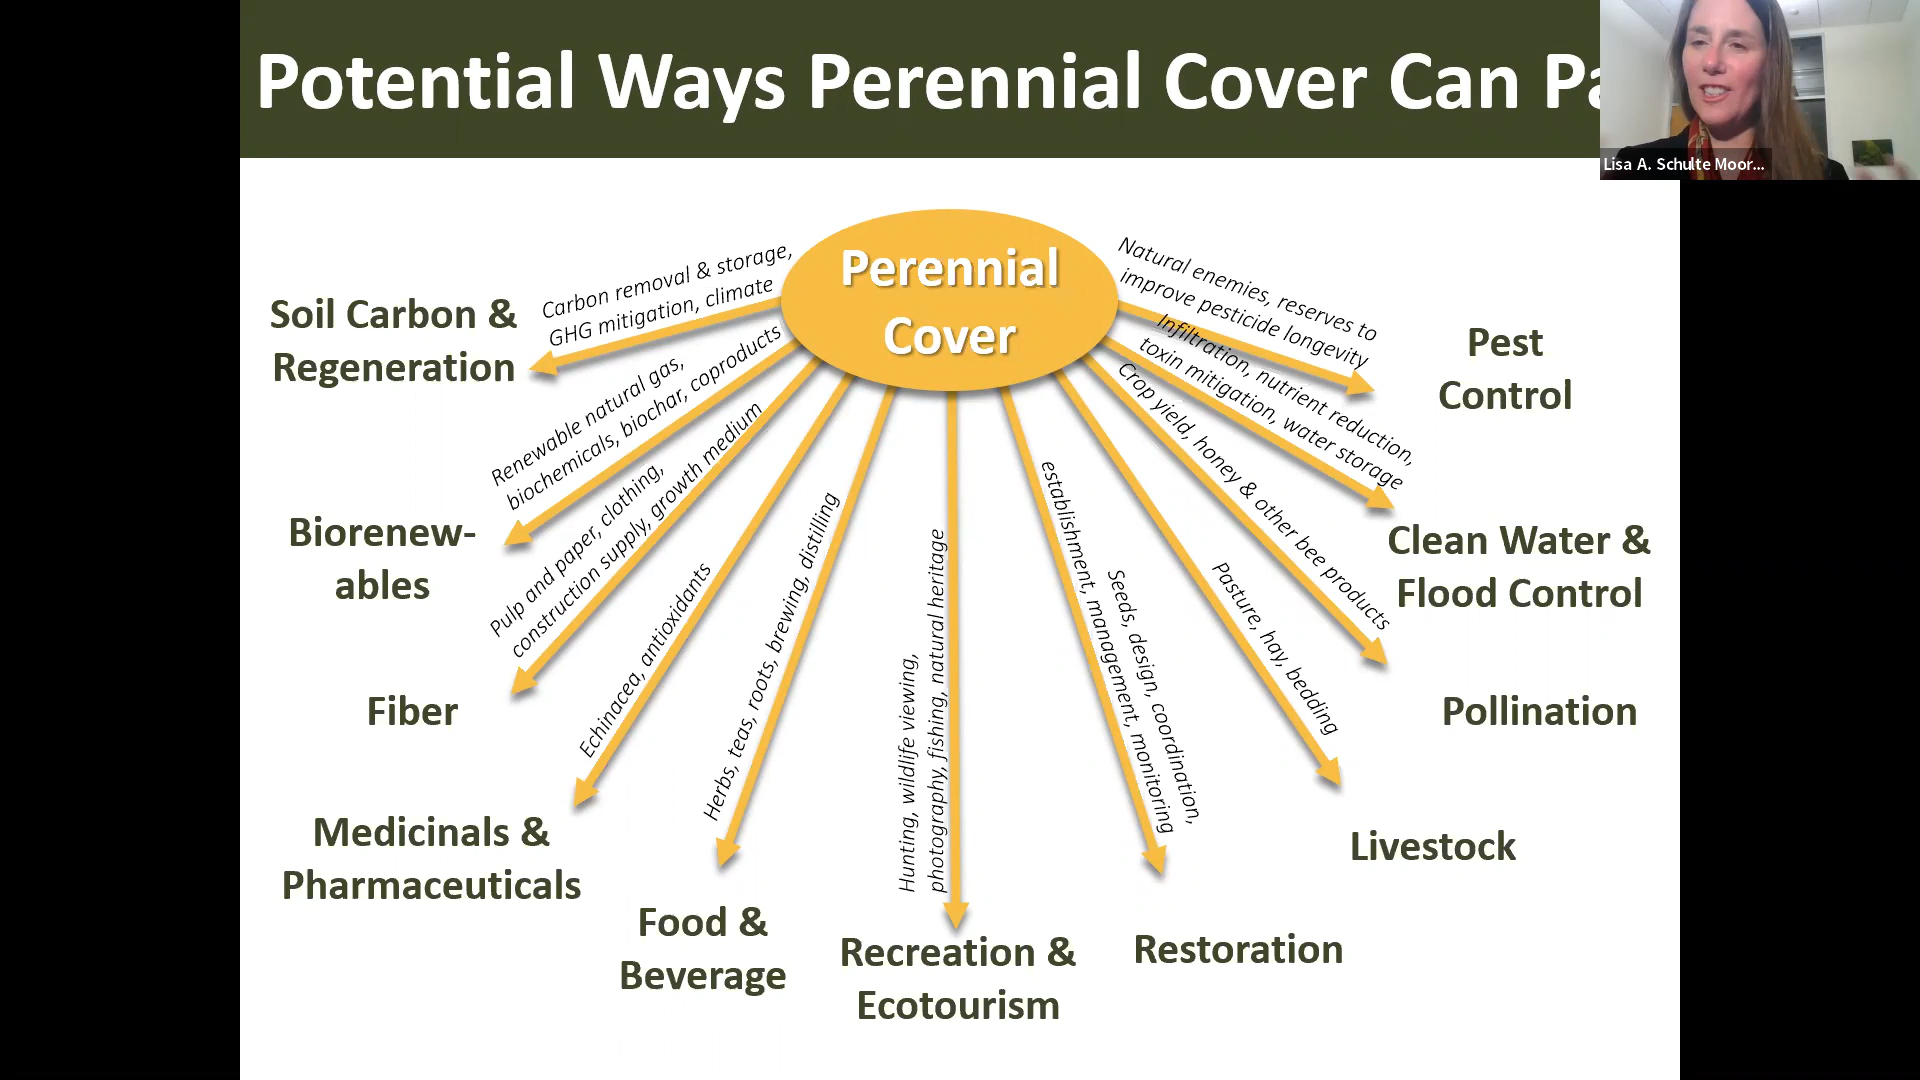 Potential Ways Perennial Cover Can Pa
Lisa A. Schulte Moor...
Perennial
Cover
Carbon removal & storage,
GHG mitigation, climate
Soil Carbon &
Regeneration
Renewable natural gas,
biochemicals, biochar, coproducts
Biorenew-
ables
Pulp and paper, clothing,
construction supply, growth medium
Fiber
Echinacea, antioxidants
Medicinals &
Pharmaceuticals
Herbs, teas, roots, brewing, distilling
Food &
Beverage
Hunting, wildlife viewing,
photography, fishing, natural heritage
Recreation &
Ecotourism
Seeds, design, coordination,
establishment, management, monitoring
Restoration
Pasture, hay, bedding
Livestock
Crop yield, honey & other bee products
Pollination
Infiltration, nutrient reduction,
toxin mitigation, water storage
Clean Water &
Flood Control
Natural enemies, reserves to
improve pesticide longevity
Pest
Control